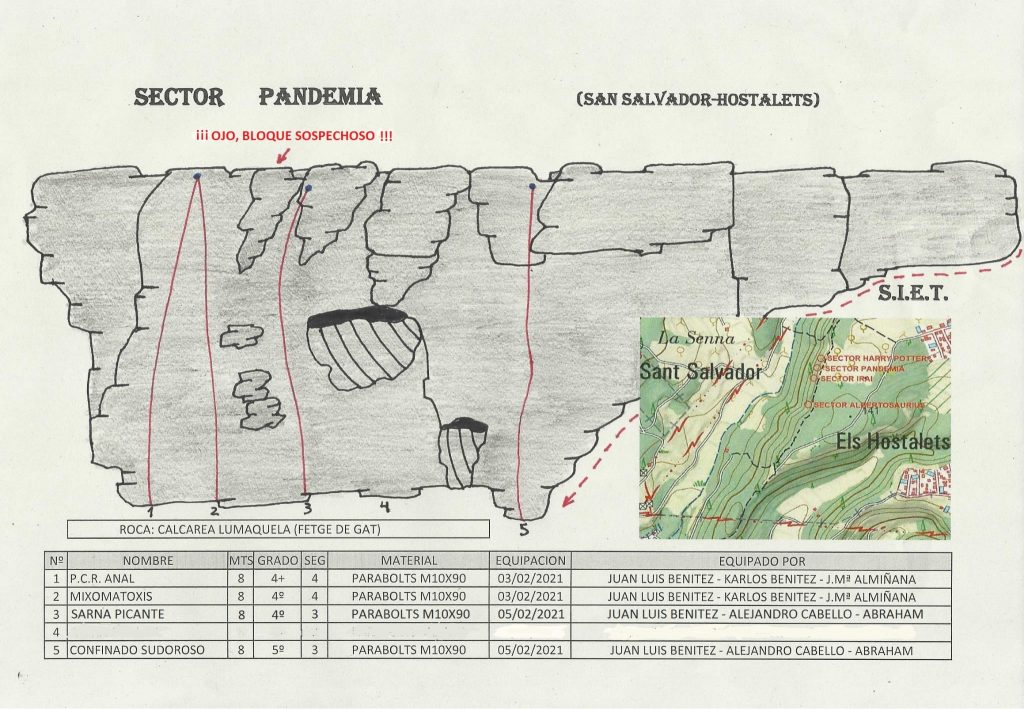 SECTOR PANDEMIA
(SAN SALVADOR-HOSTALETS)
¡¡¡ OJO, BLOQUE SOSPECHOSO !!!
S.I.E.T.
La Senna
Sant Salvador
SECTOR HARRY POTTER
SECTOR PANDEMIA
SECTOR IRAI
SECTOR ALBERTOSAURIUS
Els Hostalets
1 2 3 4 5
ROCA: CALCAREA LUMAQUELA (FETGE DE GAT)
Nº NOMBRE MTS GRADO SEG MATERIAL EQUIPACION EQUIPADO POR
1 P.C.R. ANAL 8 4+ 4 PARABOLTS M10X90 03/02/2021 JUAN LUIS BENITEZ - KARLOS BENITEZ - J.Mª ALMIÑANA
2 MIXOMATOXIS 8 4º 4 PARABOLTS M10X90 03/02/2021 JUAN LUIS BENITEZ - KARLOS BENITEZ - J.Mª ALMIÑANA
3 SARNA PICANTE 8 4º 3 PARABOLTS M10X90 05/02/2021 JUAN LUIS BENITEZ - ALEJANDRO CABELLO - ABRAHAM
4
5 CONFINADO SUDOROSO 8 5º 3 PARABOLTS M10X90 05/02/2021 JUAN LUIS BENITEZ - ALEJANDRO CABELLO - ABRAHAM